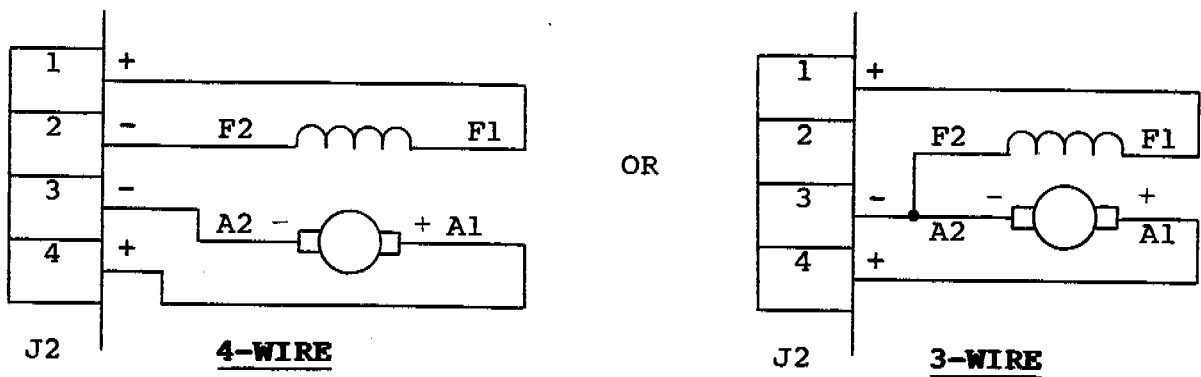 1 +
2 - F2 F1
3 -
A2 - + A1
4 +
J2 4-WIRE
OR
1 +
2 F2 F1
3 - - +
A2 A1
4 +
J2 3-WIRE